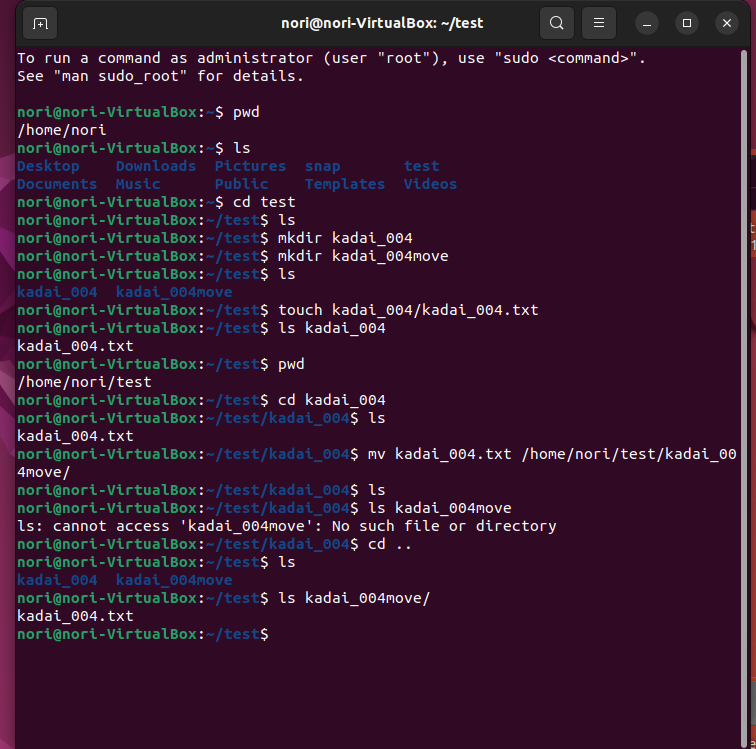 nori@nori-VirtualBox: ~/test
To run a command as administrator (user "root"), use "sudo <command>".
See "man sudo_root" for details.
nori@nori-VirtualBox:~$ pwd
/home/nori
nori@nori-VirtualBox:~$ ls
Desktop    Downloads  Pictures  snap       test
Documents  Music      Public    Templates  Videos
nori@nori-VirtualBox:~$ cd test
nori@nori-VirtualBox:~/test$ ls
nori@nori-VirtualBox:~/test$ mkdir kadai_004
nori@nori-VirtualBox:~/test$ mkdir kadai_004move
nori@nori-VirtualBox:~/test$ ls
kadai_004  kadai_004move
nori@nori-VirtualBox:~/test$ touch kadai_004/kadai_004.txt
nori@nori-VirtualBox:~/test$ ls kadai_004
kadai_004.txt
nori@nori-VirtualBox:~/test$ pwd
/home/nori/test
nori@nori-VirtualBox:~/test$ cd kadai_004
nori@nori-VirtualBox:~/test/kadai_004$ ls
kadai_004.txt
nori@nori-VirtualBox:~/test/kadai_004$ mv kadai_004.txt /home/nori/test/kadai_00
4move/
nori@nori-VirtualBox:~/test/kadai_004$ ls
nori@nori-VirtualBox:~/test/kadai_004$ ls kadai_004move
ls: cannot access 'kadai_004move': No such file or directory
nori@nori-VirtualBox:~/test/kadai_004$ cd ..
nori@nori-VirtualBox:~/test$ ls
kadai_004  kadai_004move
nori@nori-VirtualBox:~/test$ ls kadai_004move/
kadai_004.txt
nori@nori-VirtualBox:~/test$